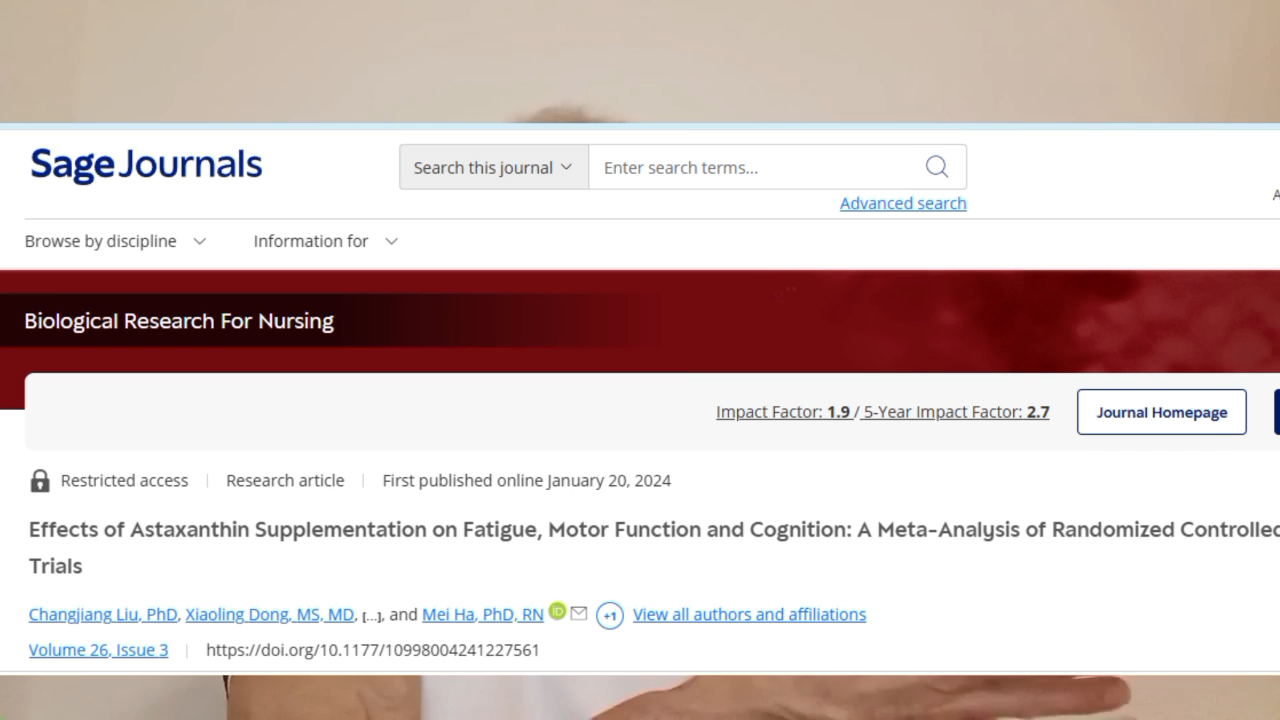 Sage Journals
Search this journal
Enter search terms...
Advanced search
A
Browse by discipline
Information for
Biological Research For Nursing
Impact Factor: 1.9 / 5-Year Impact Factor: 2.7
Journal Homepage
Restricted access
Research article
First published online January 20, 2024
Effects of Astaxanthin Supplementation on Fatigue, Motor Function and Cognition: A Meta-Analysis of Randomized Controlled
Trials
Changjiang Liu, PhD, Xiaoling Dong, MS, MD, [...], and Mei Ha, PhD, RN iD +1 View all authors and affiliations
Volume 26, Issue 3
https://doi.org/10.1177/10998004241227561